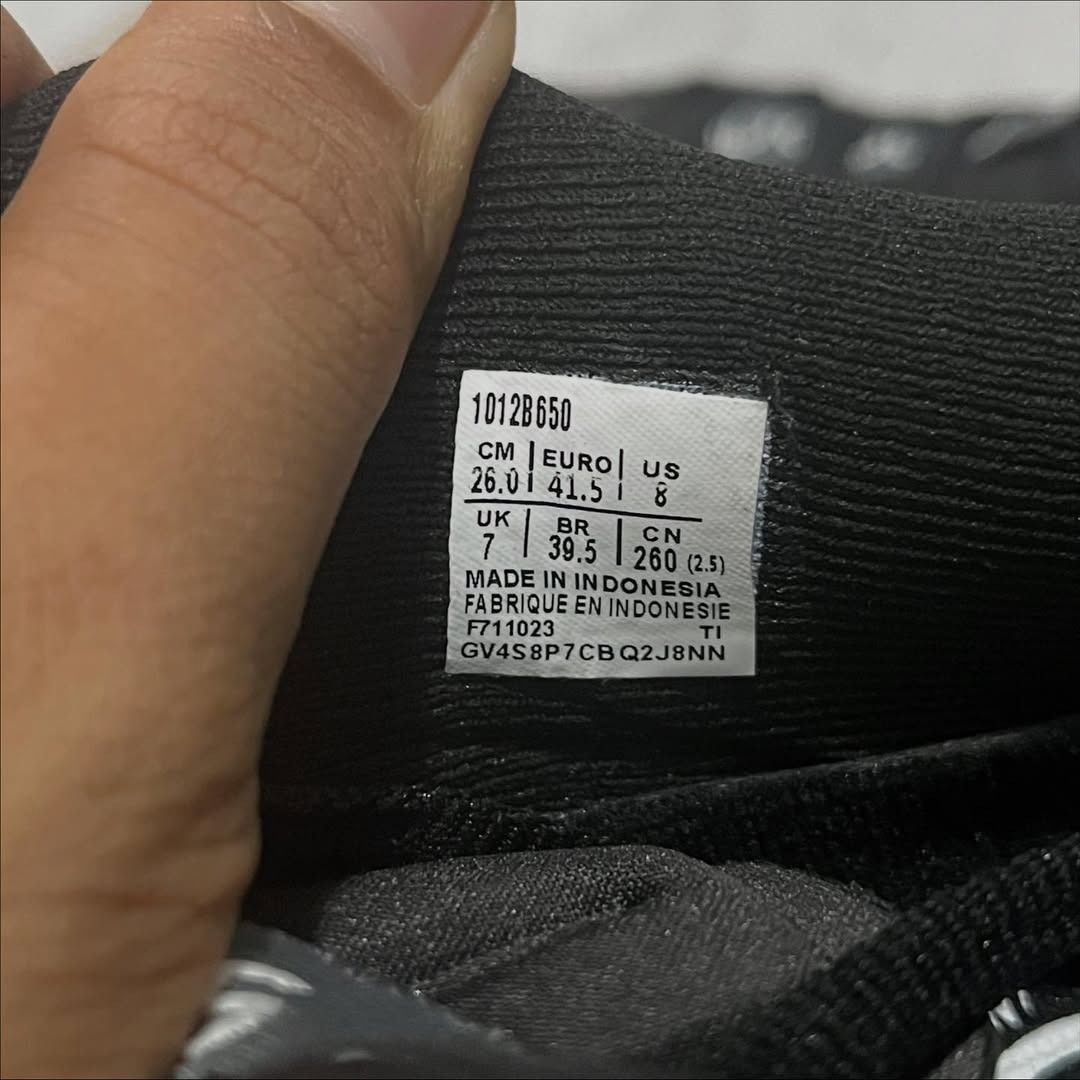 1012B650
CM | EURO | US
26.0 | 41.5 | 8
UK | BR | CN
7 | 39.5 | 260 (2.5)
MADE IN INDONESIA
FABRIQUE EN INDONESIE
F711023 TI
GV4S8P7CBQ2J8NN